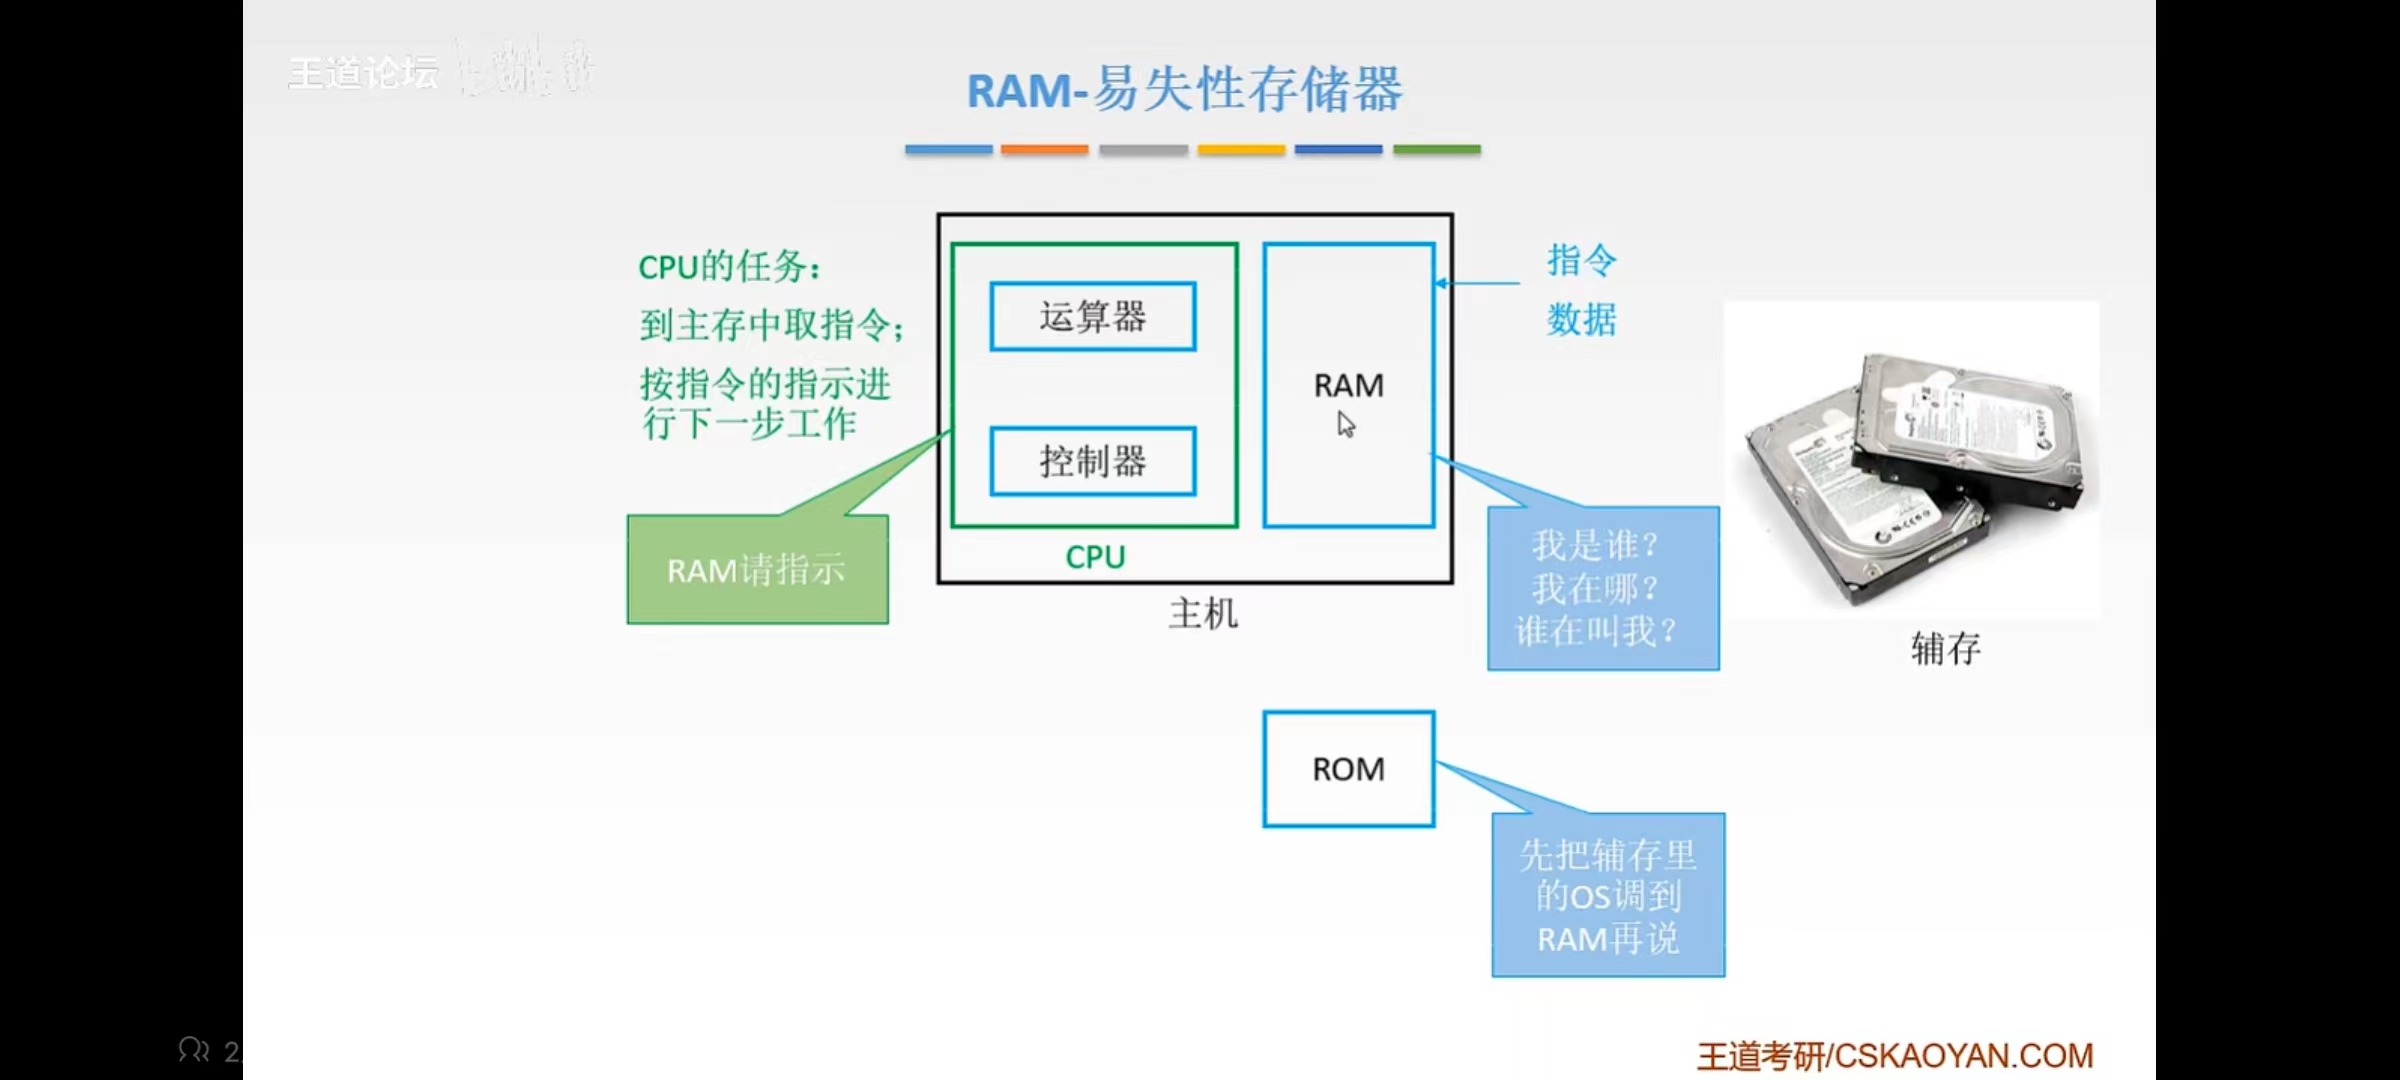 王道论坛
RAM-易失性存储器
CPU的任务：
到主存中取指令；
按指令的指示进
行下一步工作
RAM请指示
运算器
控制器
CPU
主机
RAM
指令
数据
我是谁？
我在哪？
谁在叫我？
辅存
ROM
先把辅存里
的OS调到
RAM再说
王道考研/CSKAOYAN.COM